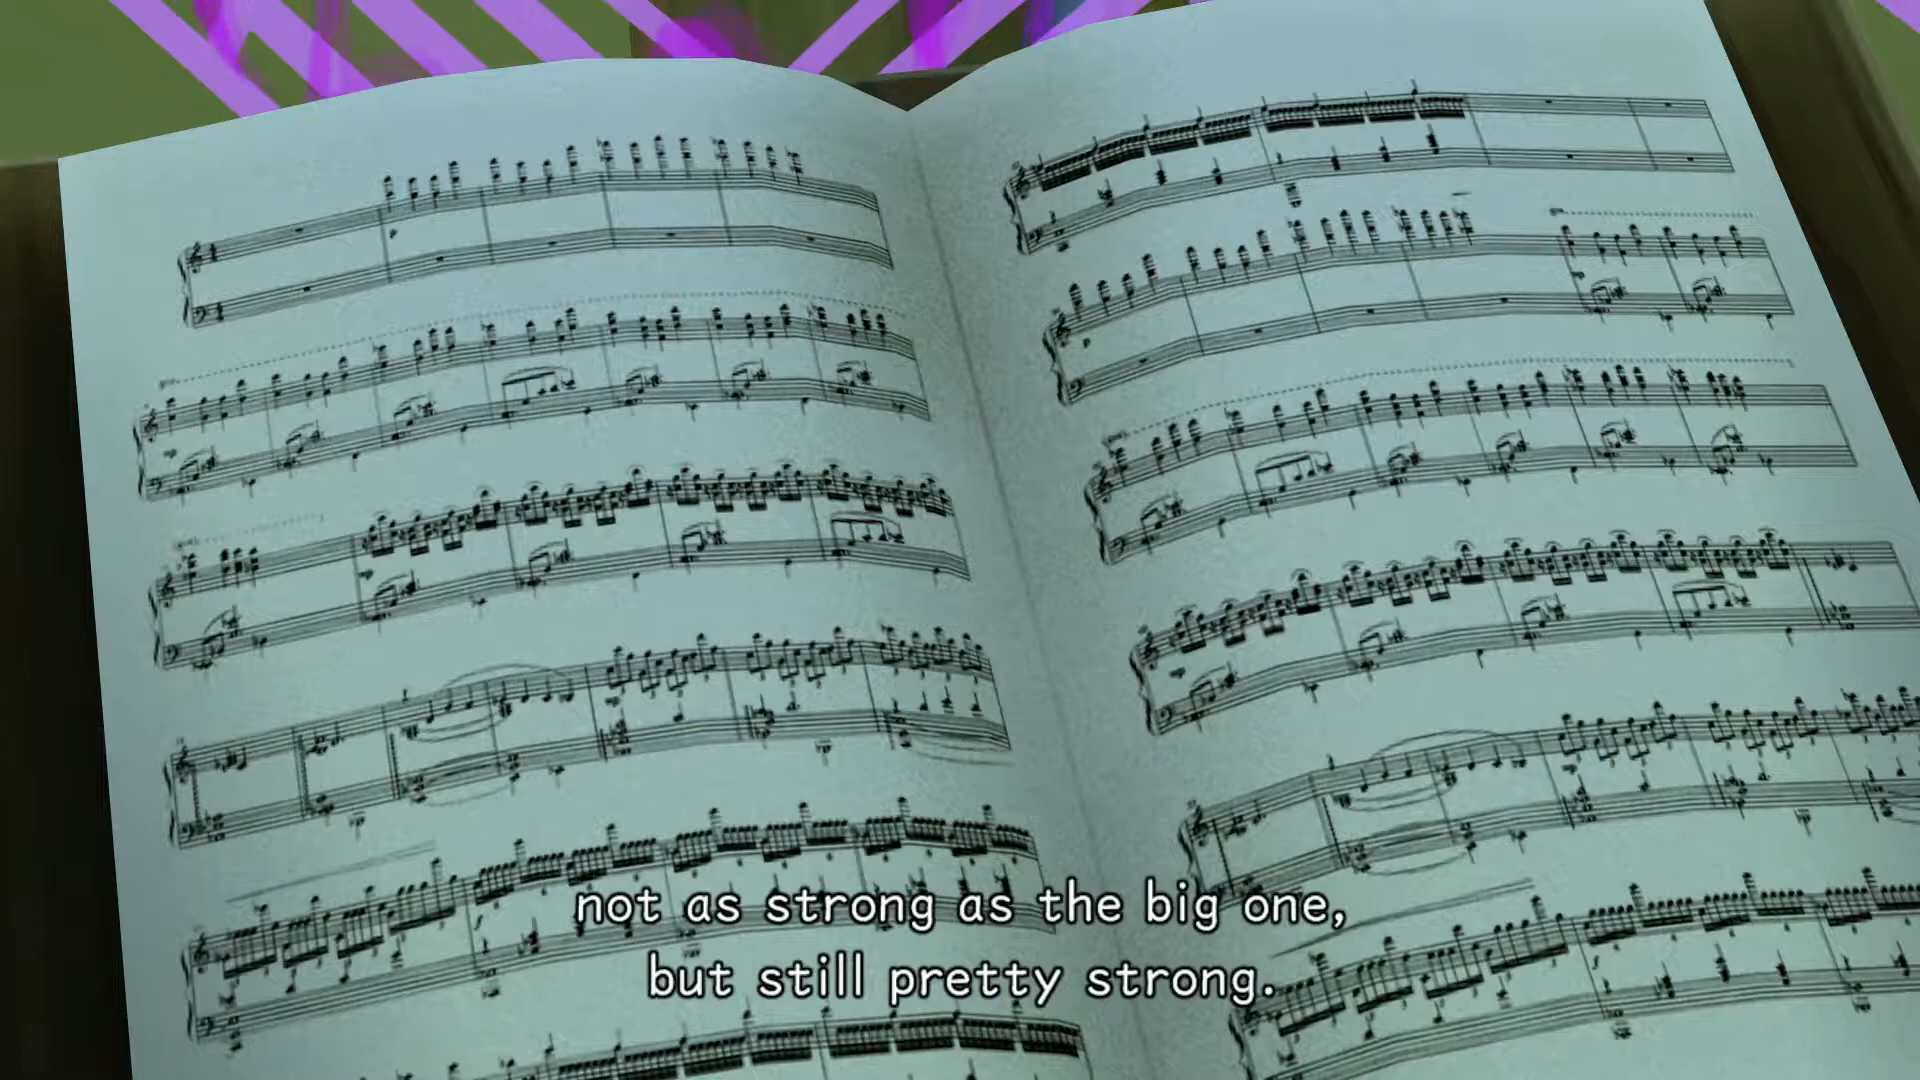 not as strong as the big one,
but still pretty strong.